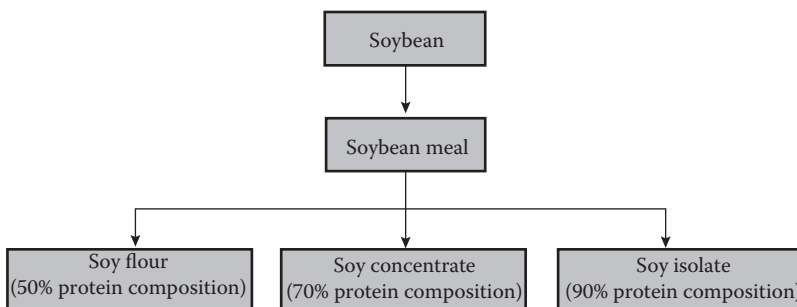 Soybean
Soybean meal
Soy flour
(50% protein composition)
Soy concentrate
(70% protein composition)
Soy isolate
(90% protein composition)